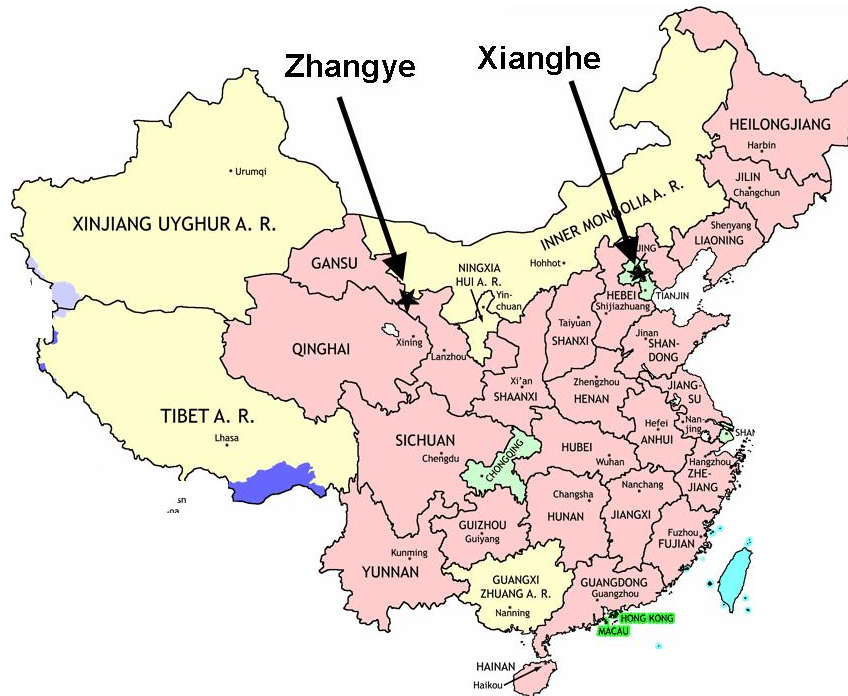 Xianghe
Zhangye
HEILONGJIANG
Harbin
Urumqi
JILIN
Changchun
XINJIANG UYGHUR A. R.
INNER MONGOLIA A. R.
Shenyang
LIAONING
GANSU
NINGXIA
HUI A. R.
Hohhot
JING
Yin-
chuan
HEBEI
TIANJIN
Shijiazhuang
Taiyuan
SHANXI
Jinan
SHAN-
DONG
QINGHAI
Xining
Lanzhou
Xi'an
SHAANXI
Zhengzhou
HENAN
JIANG-
SU
TIBET A. R.
Lhasa
SICHUAN
Chengdu
CHONGQING
HUBEI
Wuhan
Hefei
ANHUI
Nan-
jing
SHAN
Hangzhou
ZHE-
JIANG
Changsha
HUNAN
Nanchang
JIANGXI
GUIZHOU
Guiyang
Fuzhou
FUJIAN
Kunming
YUNNAN
GUANGXI
ZHUANG A. R.
Nanning
GUANGDONG
Guangzhou
HONG KONG
MACAU
HAINAN
Haikou